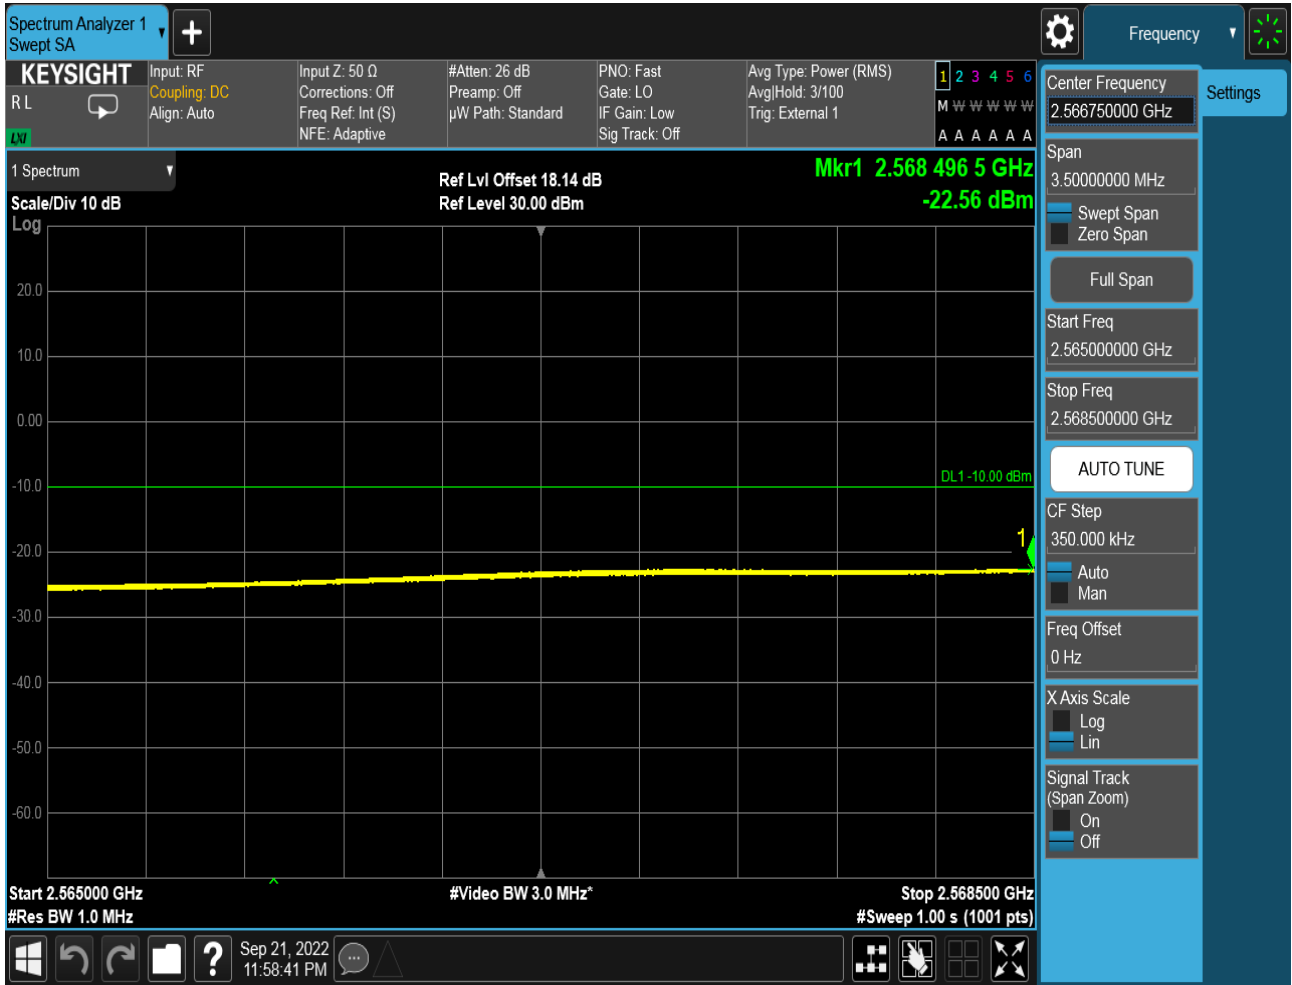 Spectrum Analyzer 1
Swept SA
Frequency
KEYSIGHT
R L
LXI
Input: RF
Coupling: DC
Align: Auto
Input Z: 50 Ω
Corrections: Off
Freq Ref: Int (S)
NFE: Adaptive
#Atten: 26 dB
Preamp: Off
µW Path: Standard
PNO: Fast
Gate: LO
IF Gain: Low
Sig Track: Off
Avg Type: Power (RMS)
Avg|Hold: 3/100
Trig: External 1
1 2 3 4 5 6
M W W W W W
A A A A A A
1 Spectrum
Scale/Div 10 dB
Log
Ref Lvl Offset 18.14 dB
Ref Level 30.00 dBm
Mkr1 2.568 496 5 GHz
-22.56 dBm
20.0
10.0
0.00
-10.0
DL1 -10.00 dBm
1
-20.0
-30.0
-40.0
-50.0
-60.0
Start 2.565000 GHz
#Res BW 1.0 MHz
#Video BW 3.0 MHz*
Stop 2.568500 GHz
#Sweep 1.00 s (1001 pts)
?
Sep 21, 2022
11:58:41 PM
Center Frequency
2.566750000 GHz
Settings
Span
3.50000000 MHz
Swept Span
Zero Span
Full Span
Start Freq
2.565000000 GHz
Stop Freq
2.568500000 GHz
AUTO TUNE
CF Step
350.000 kHz
Auto
Man
Freq Offset
0 Hz
X Axis Scale
Log
Lin
Signal Track
(Span Zoom)
On
Off